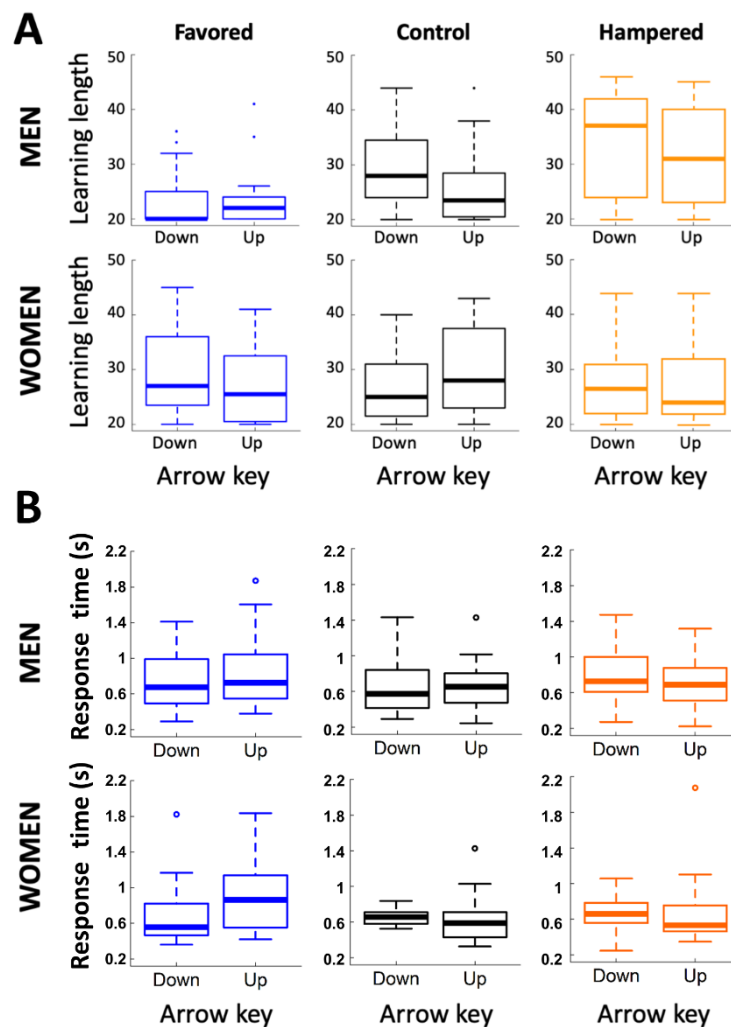 A
Favored Control Hampered
MEN
Learning length
50 50 50
40 40 40
30 30 30
20 20 20
Down Up Down Up Down Up
WOMEN
Learning length
50 50 50
40 40 40
30 30 30
20 20 20
Down Up Down Up Down Up
Arrow key Arrow key Arrow key
B
MEN
Response time (s)
2.2 2.2 2.2
1.8 1.8 1.8
1.4 1.4 1.4
1 1 1
0.6 0.6 0.6
0.2 0.2 0.2
Down Up Down Up Down Up
WOMEN
Response time (s)
2.2 2.2 2.2
1.8 1.8 1.8
1.4 1.4 1.4
1 1 1
0.6 0.6 0.6
0.2 0.2 0.2
Down Up Down Up Down Up
Arrow key Arrow key Arrow key